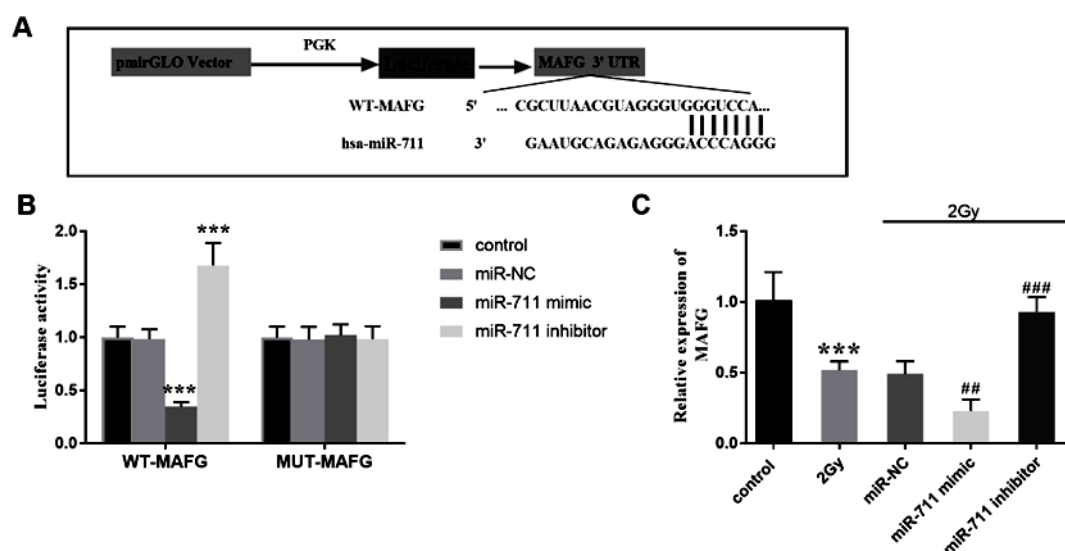 A
PGK
pmirGLO Vector Luciferase MAFG 3' UTR
WT-MAFG 5' ... CGCUUAACGUAGGGUGGGUCCA...
hsa-miR-711 3' GAAUGCAGAGAGGGACCCAGGG
B
Luciferase activity
2.0
1.5
1.0
0.5
0.0
***
***
WT-MAFG MUT-MAFG
control
miR-NC
miR-711 mimic
miR-711 inhibitor
C
2Gy
Relative expression of
MAFG
1.5
1.0
0.5
0.0
***
##
###
control
2Gy
miR-NC
miR-711 mimic
miR-711 inhibitor